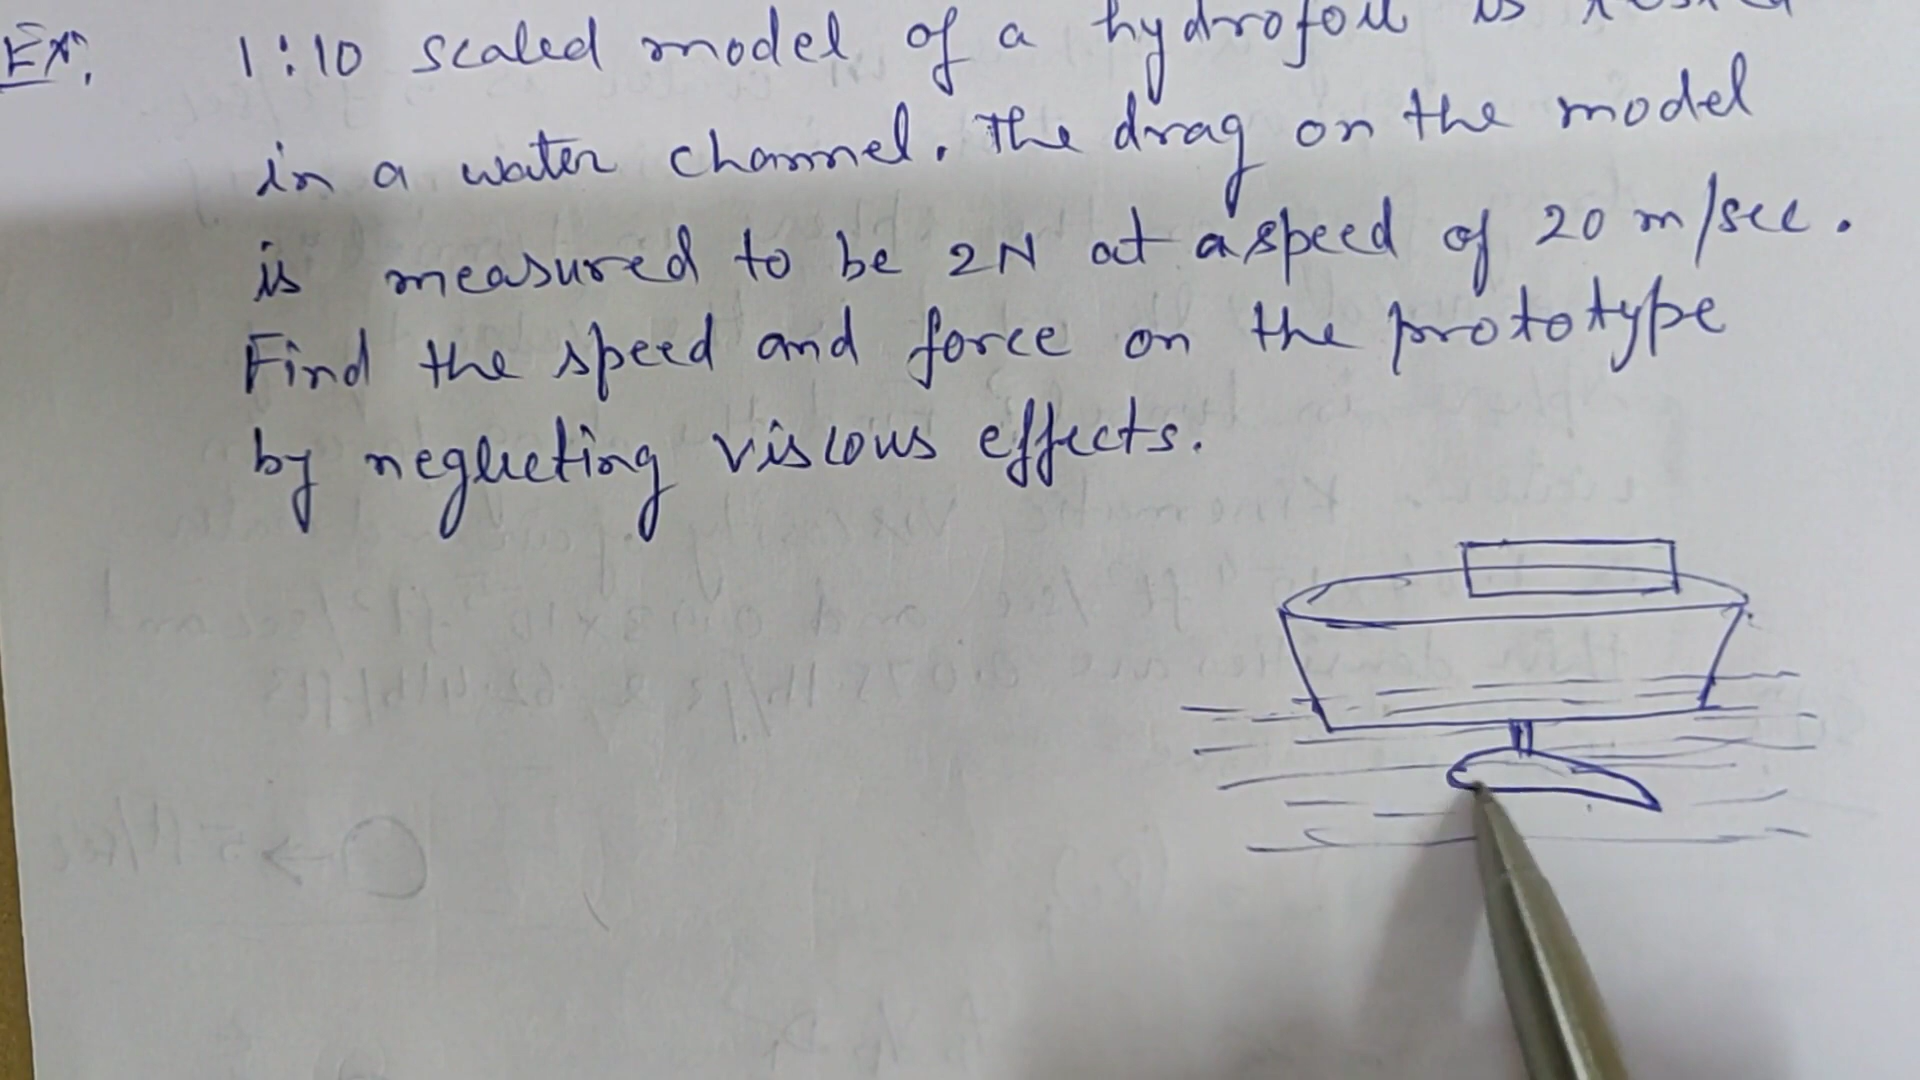 Ex. 1:10 scaled model of a hydrofoil is
in a water channel. The drag on the model
is measured to be 2N at a speed of 20 m/sec.
Find the speed and force on the prototype
by neglecting viscous effects.